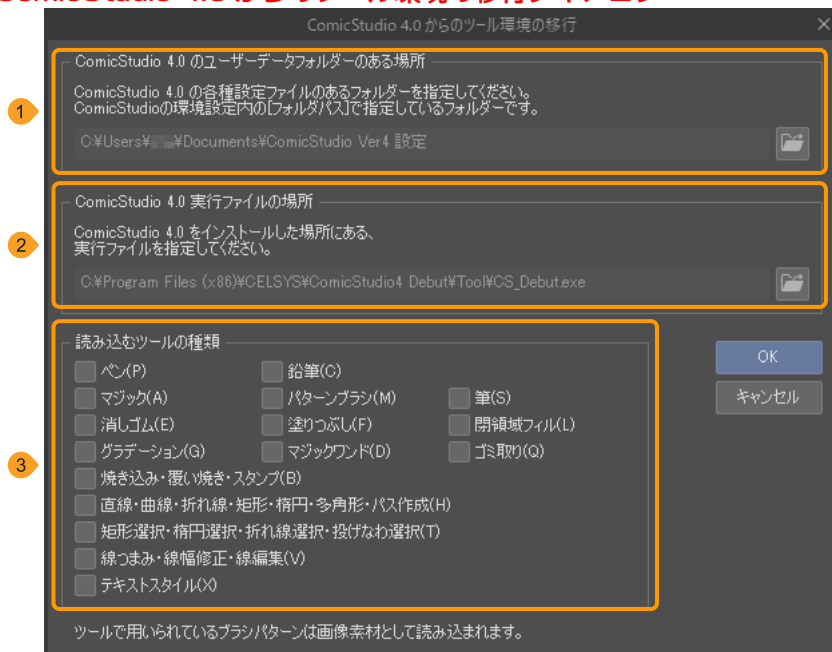 ComicStudio 4.0 からのツール環境の移行
ComicStudio 4.0 のユーザーデータフォルダーのある場所
ComicStudio 4.0 の各種設定ファイルのあるフォルダーを指定してください。
ComicStudioの環境設定内の[フォルダパス]で指定しているフォルダーです。
1
C:¥Users¥ ¥Documents¥ComicStudio Ver4 設定
ComicStudio 4.0 実行ファイルの場所
ComicStudio 4.0 をインストールした場所にある、
2
実行ファイルを指定してください。
C:¥Program Files (x86)¥CELSYS¥ComicStudio4 Debut¥Tool¥CS_Debut.exe
読み込むツールの種類
ペン(P) 鉛筆(C)
マジック(A) パターンブラシ(M) 筆(S)
消しゴム(E) 塗りつぶし(F) 閉領域フィル(L)
グラデーション(G) マジックワンド(D) ゴミ取り(Q)
3
焼き込み・覆い焼き・スタンプ(B)
直線・曲線・折れ線・矩形・楕円・多角形・パス作成(H)
矩形選択・楕円選択・折れ線選択・投げなわ選択(T)
線つまみ・線幅修正・線編集(V)
テキストスタイル(X)
OK
キャンセル
ツールで用いられているブラシパターンは画像素材として読み込まれます。